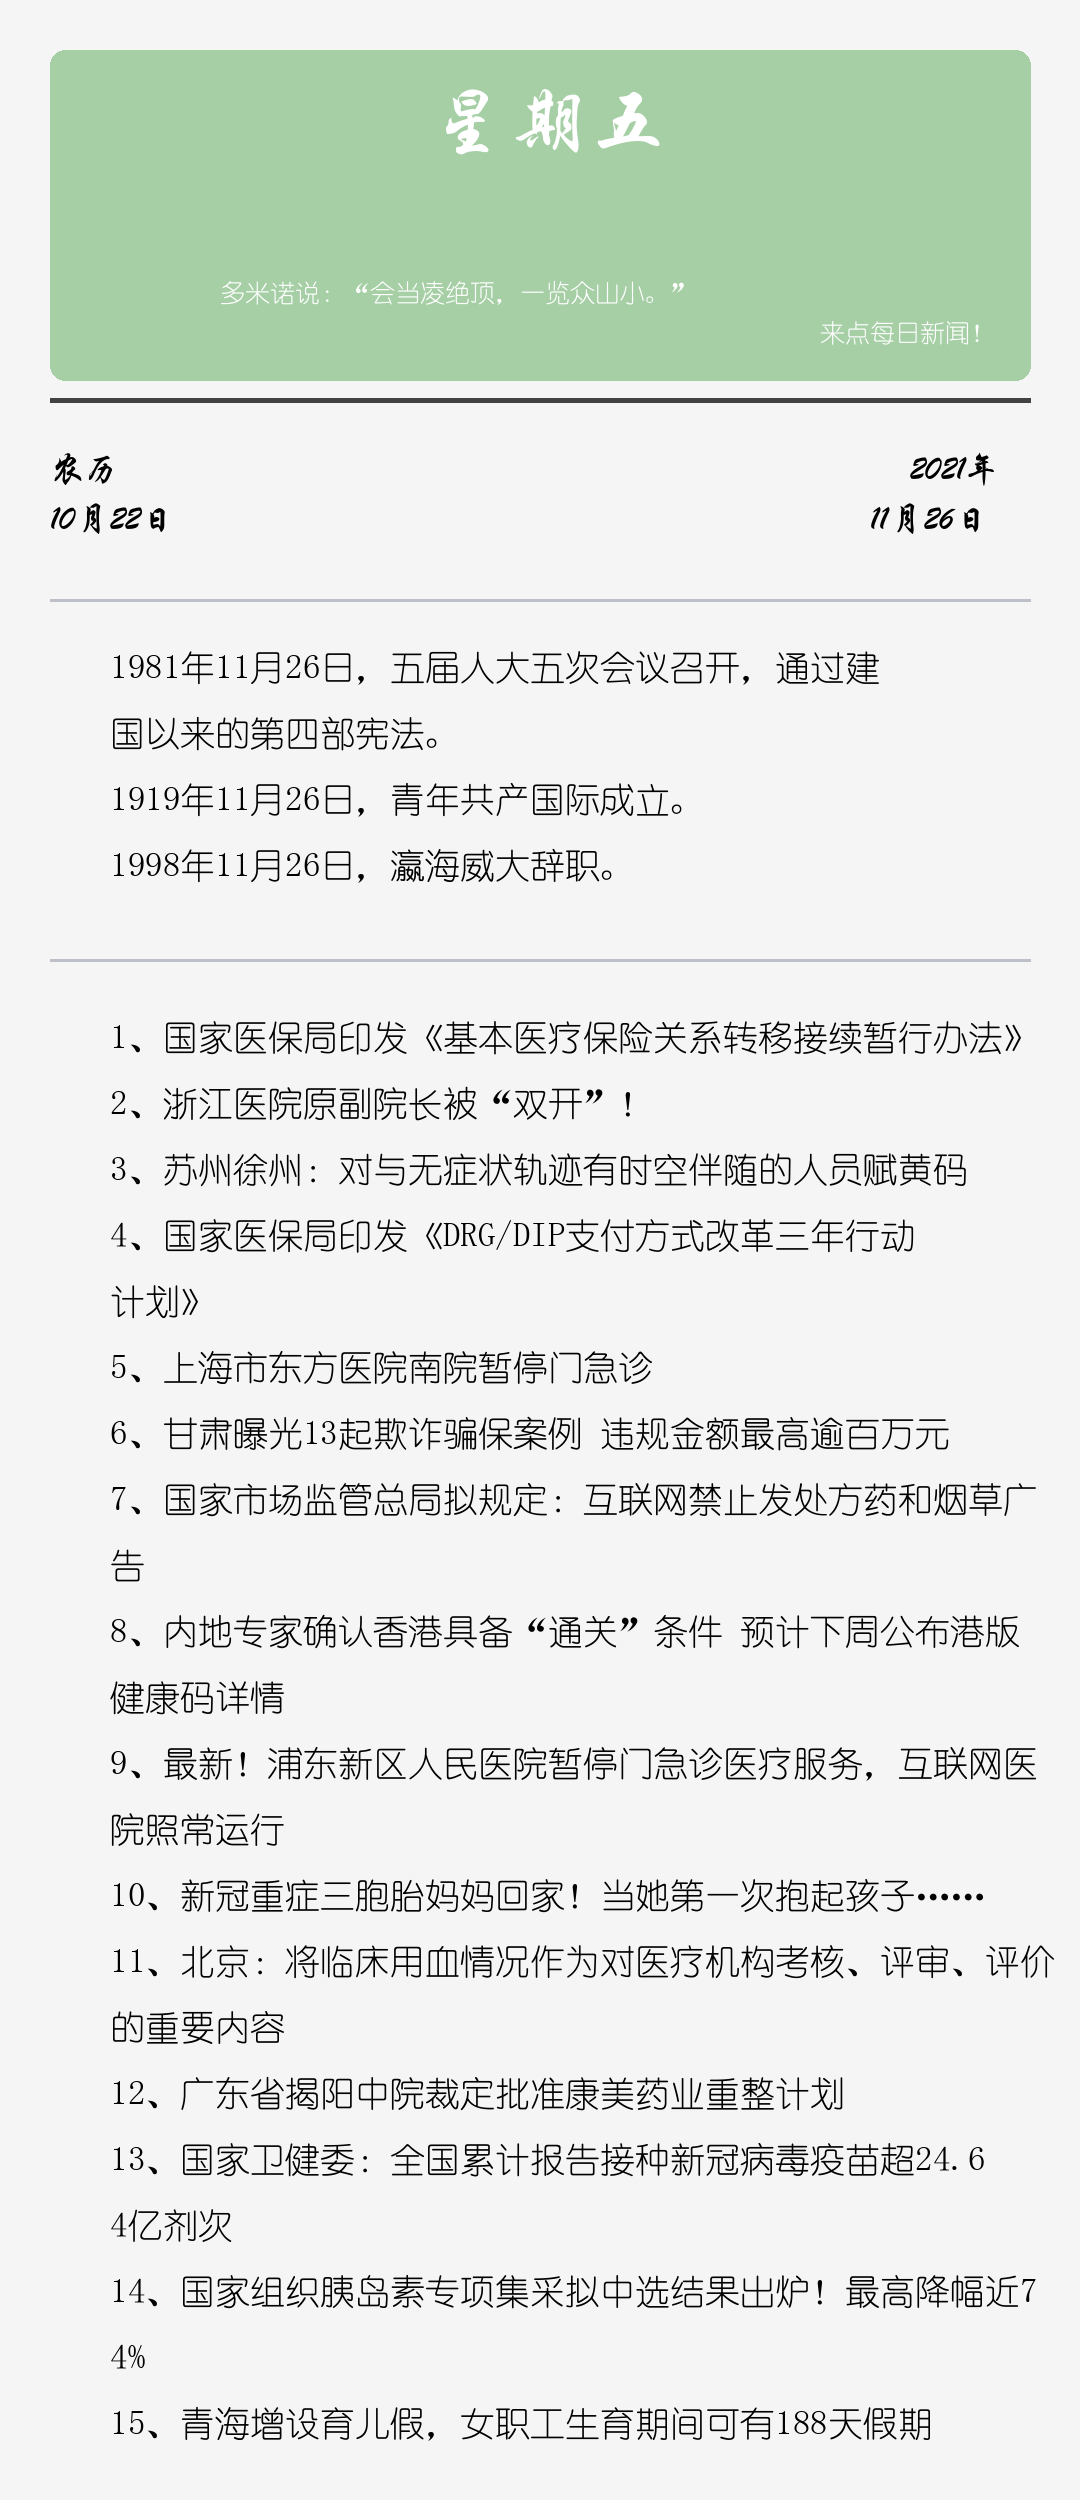 星期五
多米诺说：“会当凌绝顶，一览众山小。”
来点每日新闻！
农历
2021年
10月22日
11月26日
1981年11月26日，五届人大五次会议召开，通过建
国以来的第四部宪法。
1919年11月26日，青年共产国际成立。
1998年11月26日，瀛海威大辞职。
1、国家医保局印发《基本医疗保险关系转移接续暂行办法》
2、浙江医院原副院长被“双开”！
3、苏州徐州：对与无症状轨迹有时空伴随的人员赋黄码
4、国家医保局印发《DRG/DIP支付方式改革三年行动
计划》
5、上海市东方医院南院暂停门急诊
6、甘肃曝光13起欺诈骗保案例 违规金额最高逾百万元
7、国家市场监管总局拟规定：互联网禁止发处方药和烟草广
告
8、内地专家确认香港具备“通关”条件 预计下周公布港版
健康码详情
9、最新！浦东新区人民医院暂停门急诊医疗服务，互联网医
院照常运行
10、新冠重症三胞胎妈妈回家！当她第一次抱起孩子……
11、北京：将临床用血情况作为对医疗机构考核、评审、评价
的重要内容
12、广东省揭阳中院裁定批准康美药业重整计划
13、国家卫健委：全国累计报告接种新冠病毒疫苗超24.6
4亿剂次
14、国家组织胰岛素专项集采拟中选结果出炉！最高降幅近7
4%
15、青海增设育儿假，女职工生育期间可有188天假期